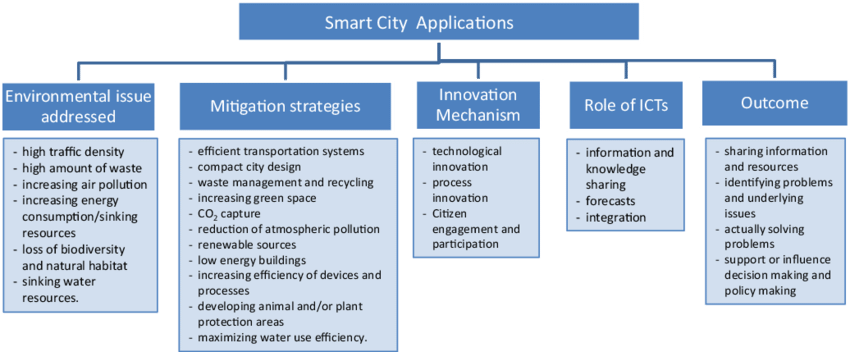 Smart City Applications
Environmental issue
addressed
- high traffic density
- high amount of waste
- increasing air pollution
- increasing energy
consumption/sinking
resources
- loss of biodiversity
and natural habitat
- sinking water
resources.
Mitigation strategies
- efficient transportation systems
- compact city design
- waste management and recycling
- increasing green space
- CO₂ capture
- reduction of atmospheric pollution
- renewable sources
- low energy buildings
- increasing efficiency of devices and
processes
- developing animal and/or plant
protection areas
- maximizing water use efficiency.
Innovation
Mechanism
- technological
innovation
- process
innovation
- Citizen
engagement and
participation
Role of ICTs
- information and
knowledge
sharing
- forecasts
- integration
Outcome
- sharing information
and resources
- identifying problems
and underlying
issues
- actually solving
problems
- support or influence
decision making and
policy making